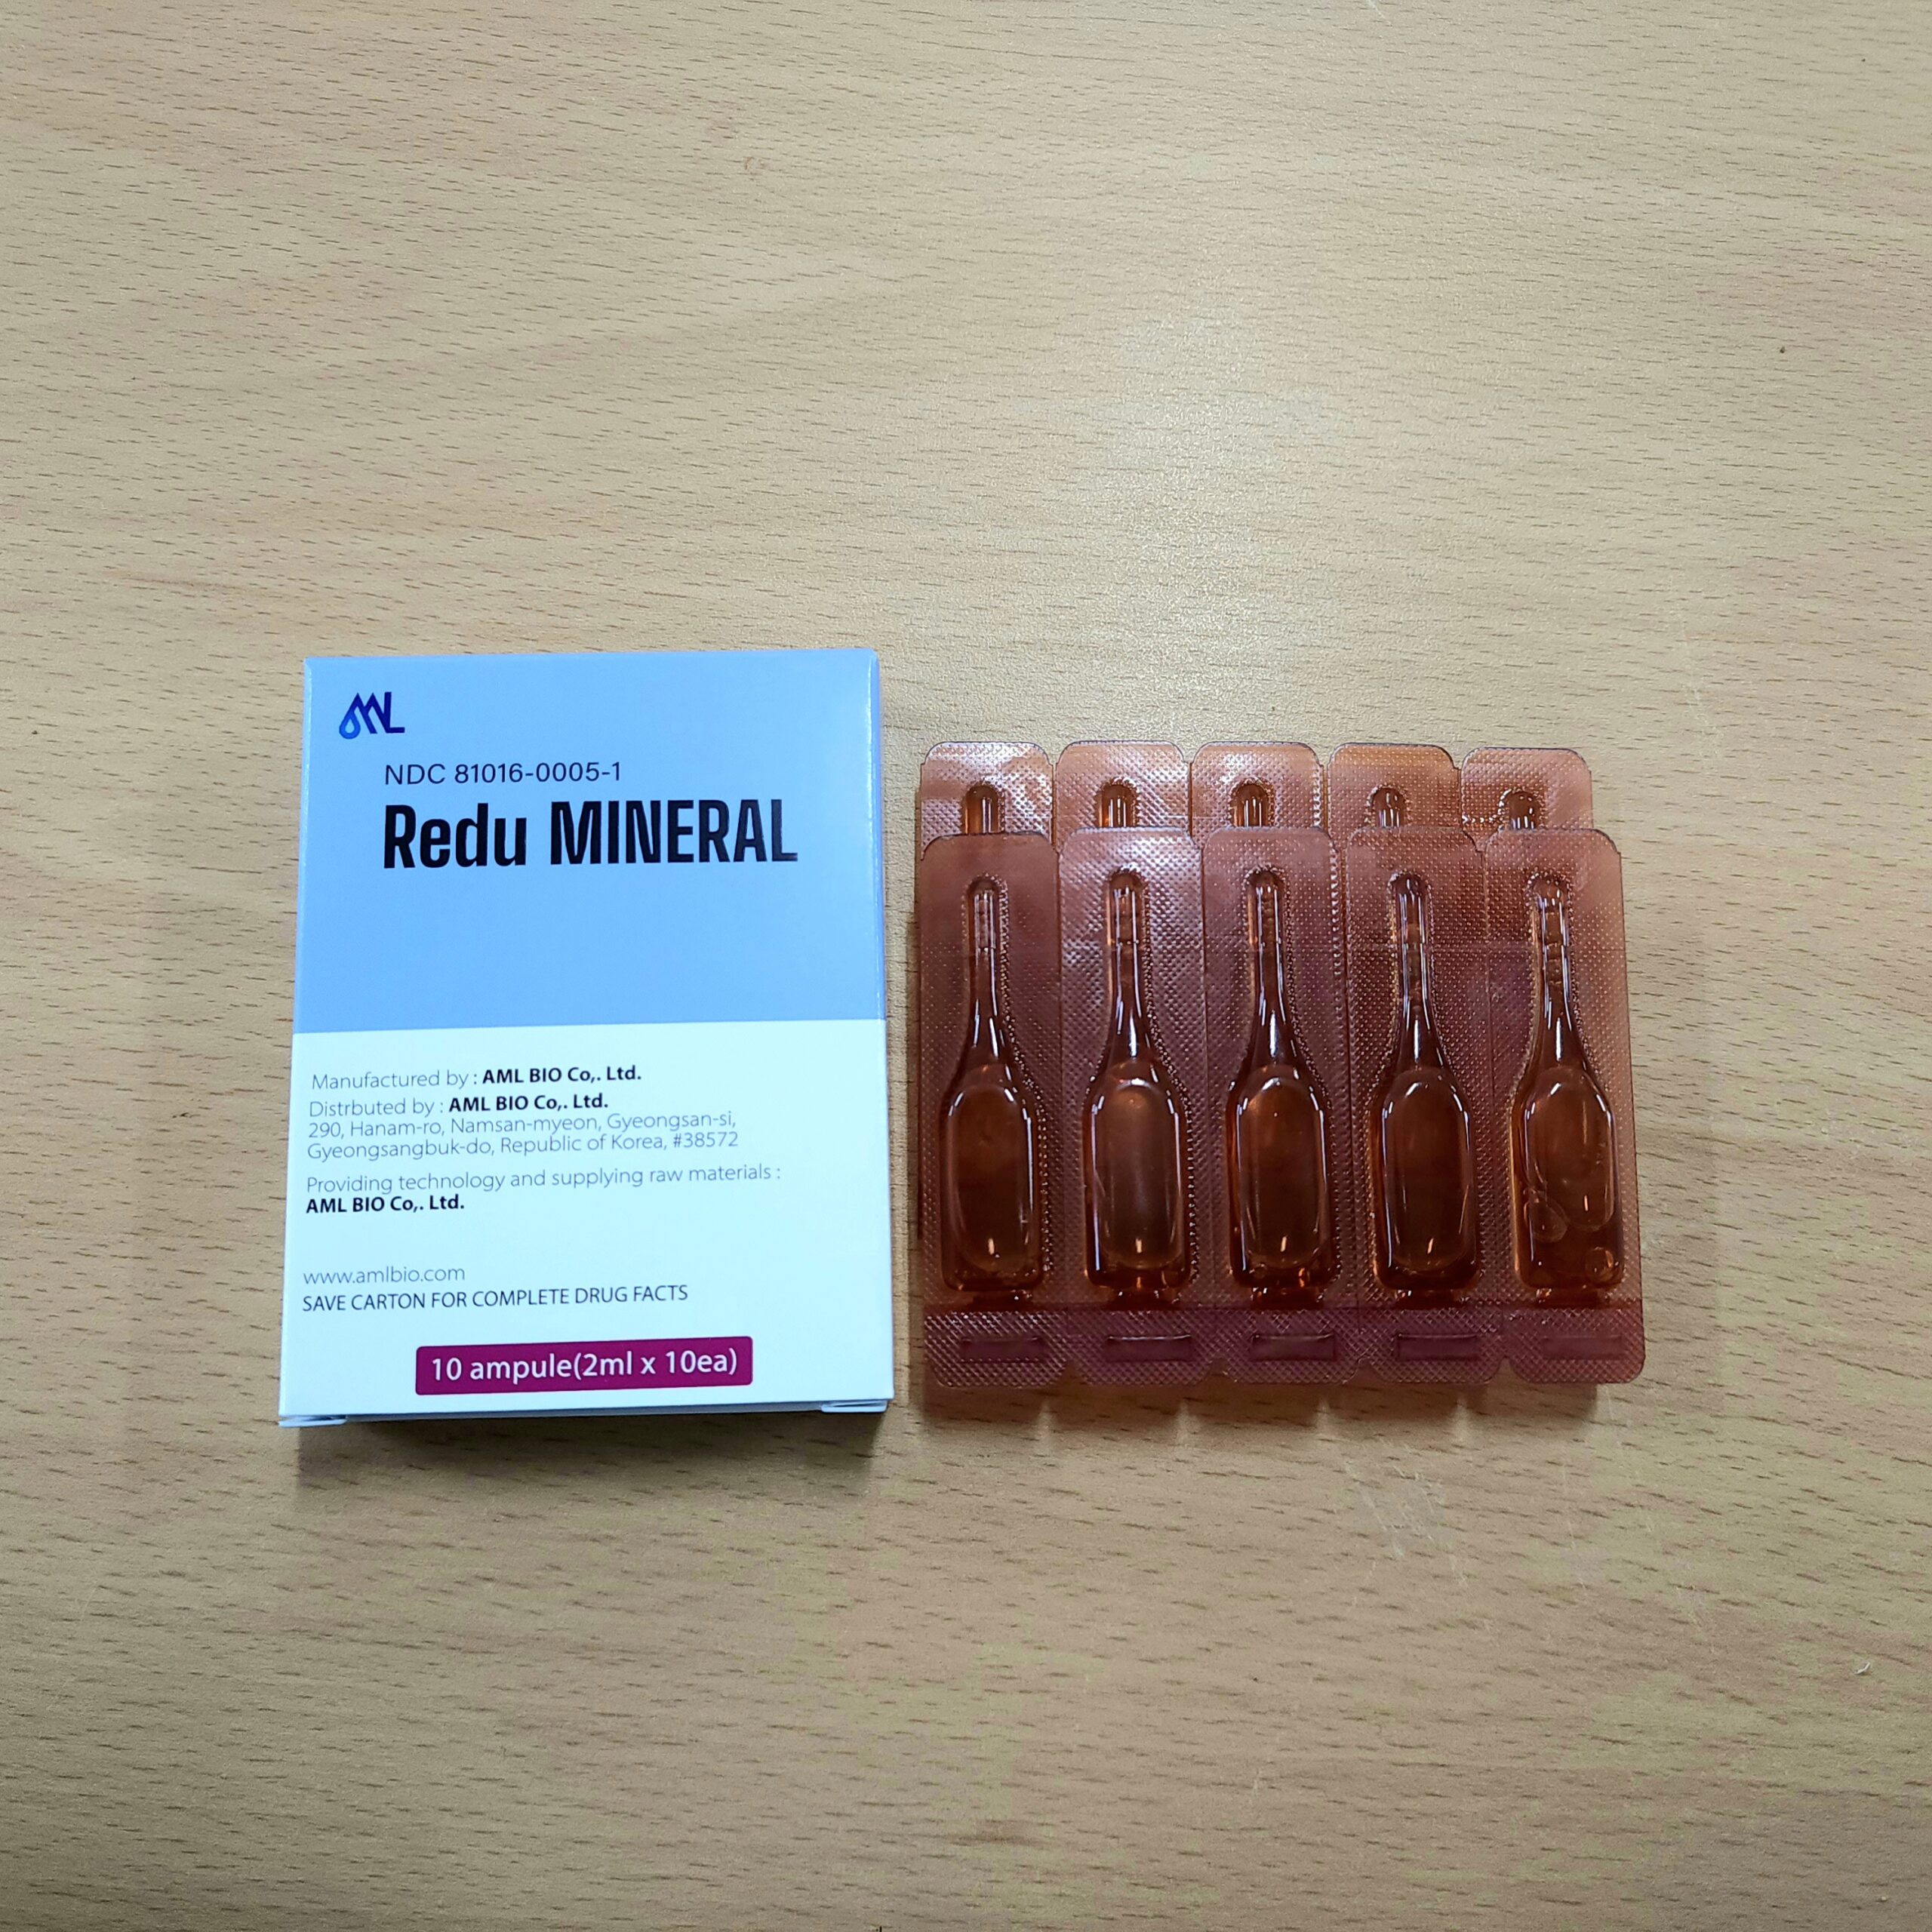 AML
NDC 81016-0005-1
Redu MINERAL
Manufactured by : AML BIO Co,. Ltd.
Distrbuted by : AML BIO Co,. Ltd.
290, Hanam-ro, Namsan-myeon, Gyeongsan-si,
Gyeongsangbuk-do, Republic of Korea, #38572
Providing technology and supplying raw materials :
AML BIO Co,. Ltd.
www.amlbio.com
SAVE CARTON FOR COMPLETE DRUG FACTS
10 ampule(2ml x 10ea)